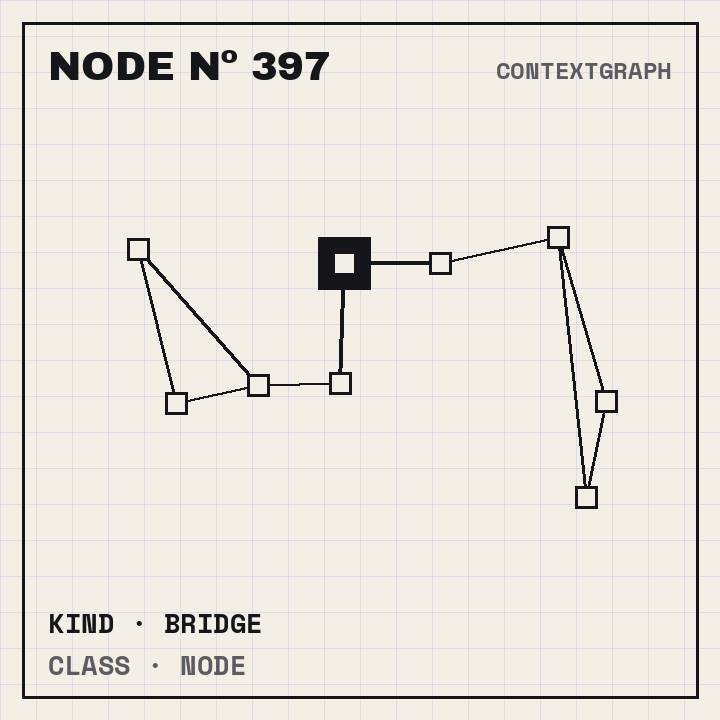 NODE Nº 397
CONTEXTGRAPH
KIND · BRIDGE
CLASS · NODE